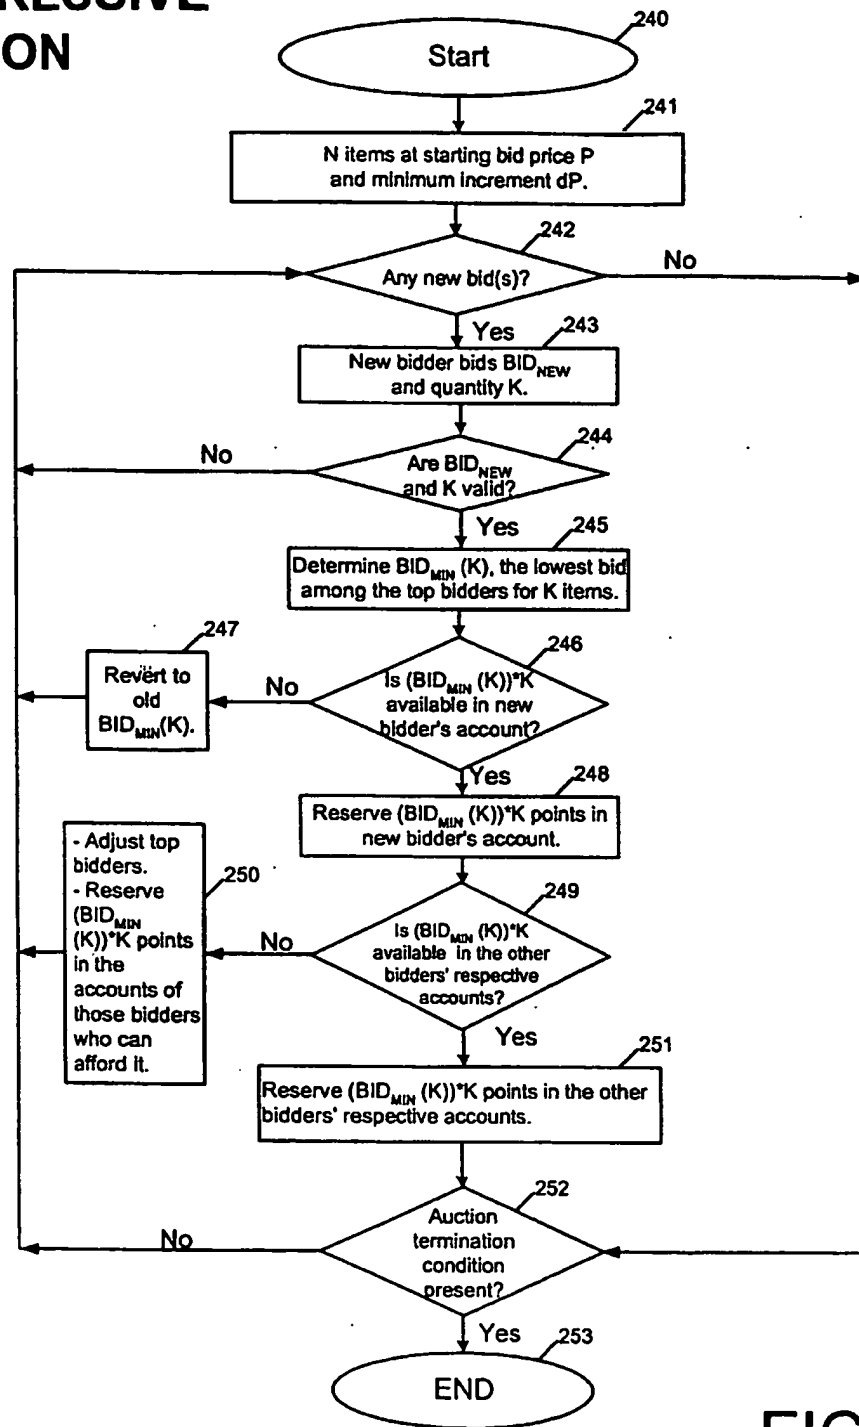 RESSIVE
ON
240
Start
241
N items at starting bid price P
and minimum increment dP.
242
Any new bid(s)?
No
Yes
243
New bidder bids BID_NEW
and quantity K.
244
No
Are BID_NEW
and K valid?
Yes
245
Determine BID_MIN (K), the lowest bid
among the top bidders for K items.
247
246
Revert to
old
BID_MIN(K).
No
Is (BID_MIN (K))*K
available in new
bidder's account?
Yes
248
Reserve (BID_MIN (K))*K points in
new bidder's account.
- Adjust top
bidders.
- Reserve
(BID_MIN
(K))*K points
in the
accounts of
those bidders
who can
afford it.
250
249
No
Is (BID_MIN (K))*K
available in the other
bidders' respective
accounts?
Yes
251
Reserve (BID_MIN (K))*K points in the other
bidders' respective accounts.
252
No
Auction
termination
condition
present?
Yes
253
END
FIG